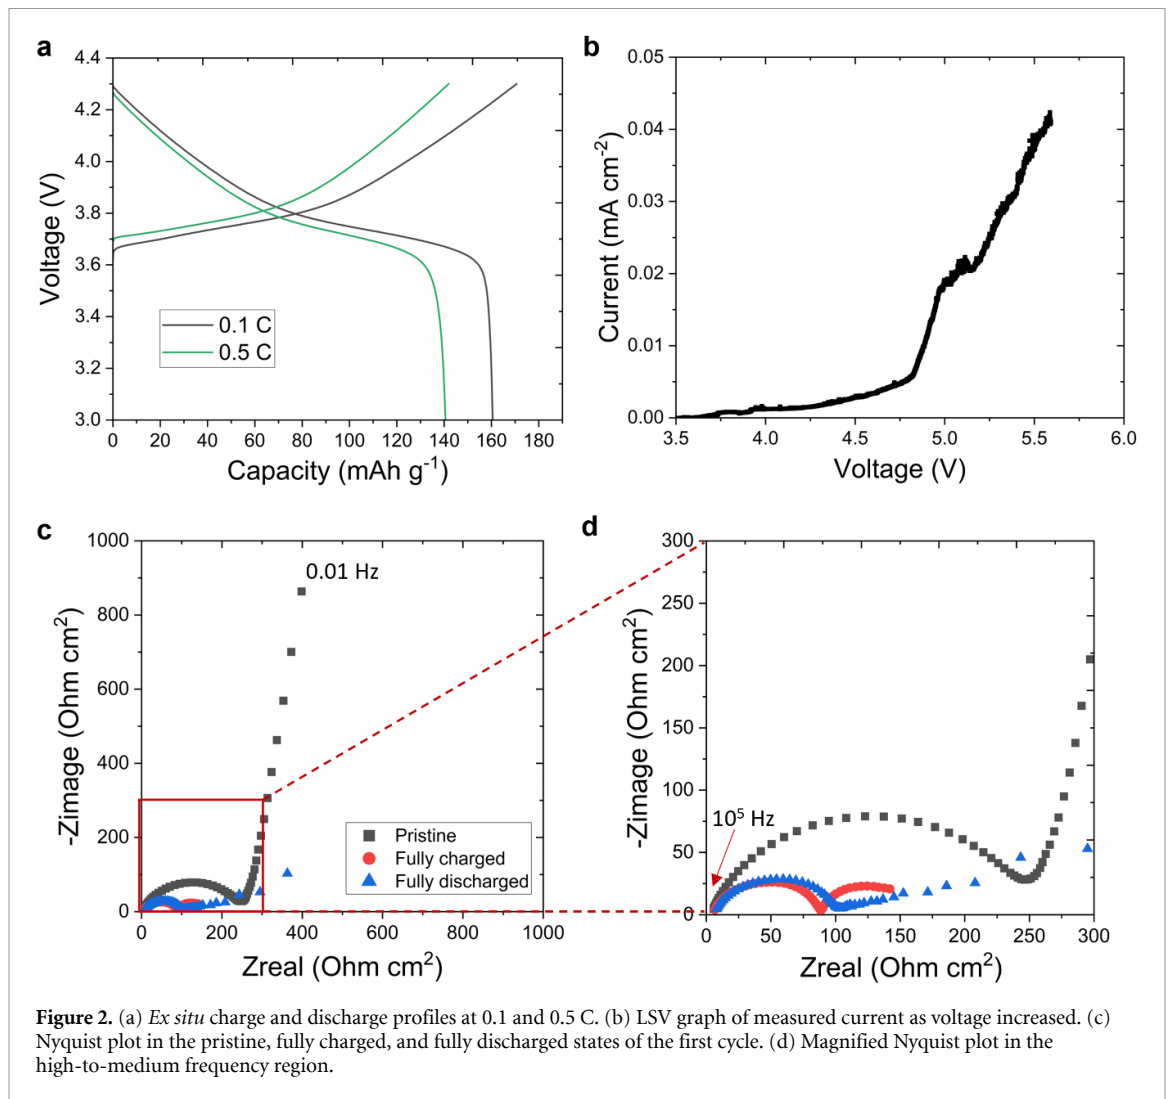 a
4.4
4.2
4.0
3.8
3.6
3.4
3.2
3.0
Voltage (V)
0.1 C
0.5 C
0 20 40 60 80 100 120 140 160 180
Capacity (mAh g-1)
b
0.05
0.04
0.03
0.02
0.01
0.00
Current (mA cm-2)
3.5 4.0 4.5 5.0 5.5 6.0
Voltage (V)
c
1000
800
600
400
200
0
-Zimage (Ohm cm2)
0.01 Hz
Pristine
Fully charged
Fully discharged
0 200 400 600 800 1000
Zreal (Ohm cm2)
d
300
250
200
150
100
50
0
-Zimage (Ohm cm2)
105 Hz
0 50 100 150 200 250 300
Zreal (Ohm cm2)
Figure 2. (a) Ex situ charge and discharge profiles at 0.1 and 0.5 C. (b) LSV graph of measured current as voltage increased. (c)
Nyquist plot in the pristine, fully charged, and fully discharged states of the first cycle. (d) Magnified Nyquist plot in the
high-to-medium frequency region.